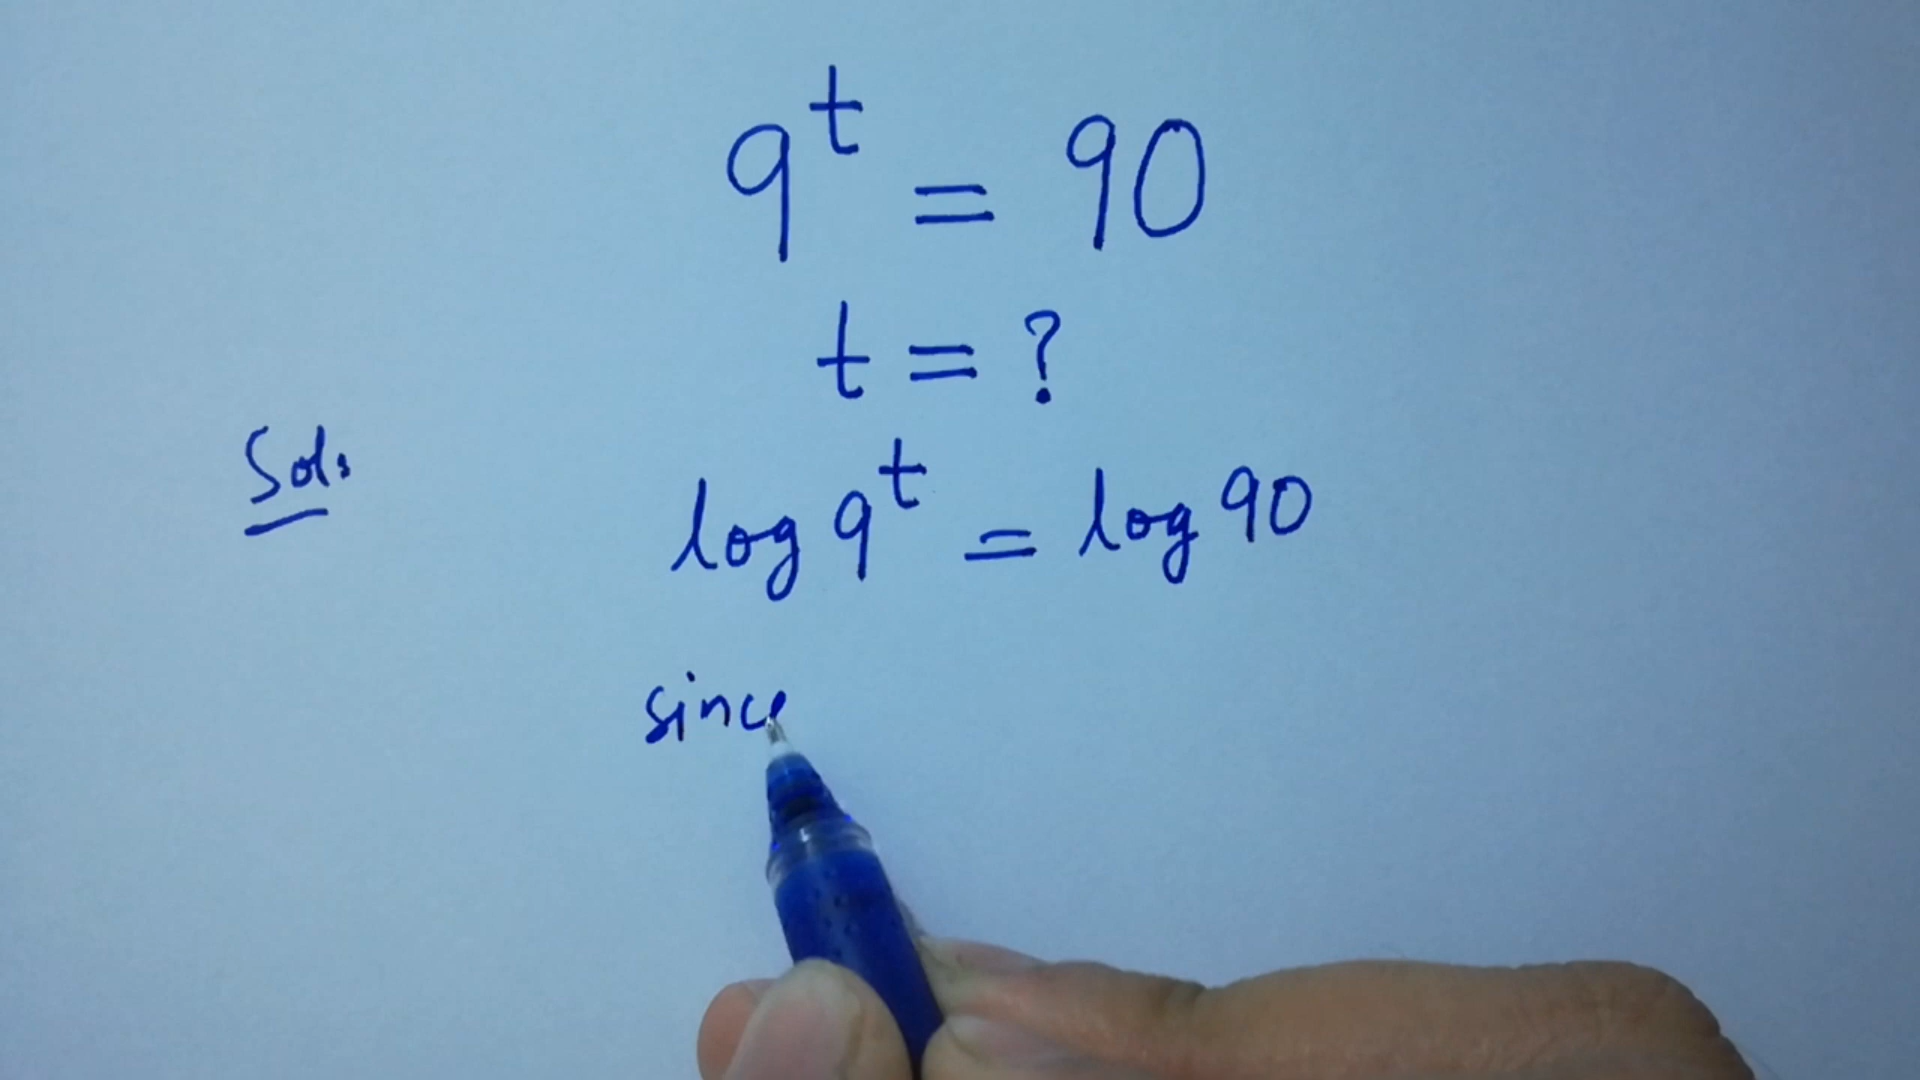 9^t = 90
t = ?
Sol:
log 9^t = log 90
since